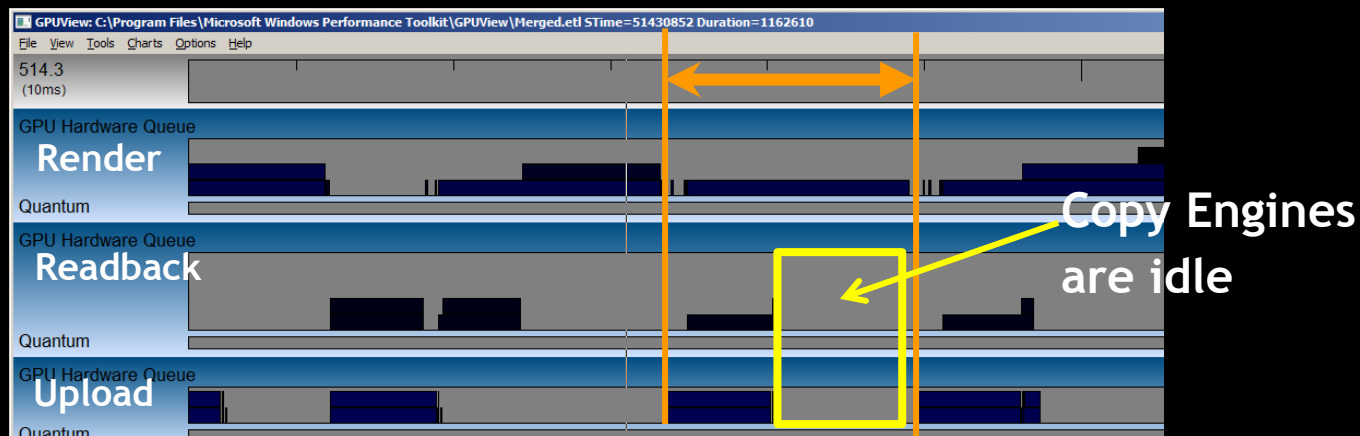 GPUView: C:\Program Files\Microsoft Windows Performance Toolkit\GPUView\Merged.etl STime=51430852 Duration=1162610
File View Tools Charts Options Help
514.3
(10ms)
GPU Hardware Queue
Render
Quantum
GPU Hardware Queue
Readback
Quantum
GPU Hardware Queue
Upload
Quantum
Copy Engines
are idle